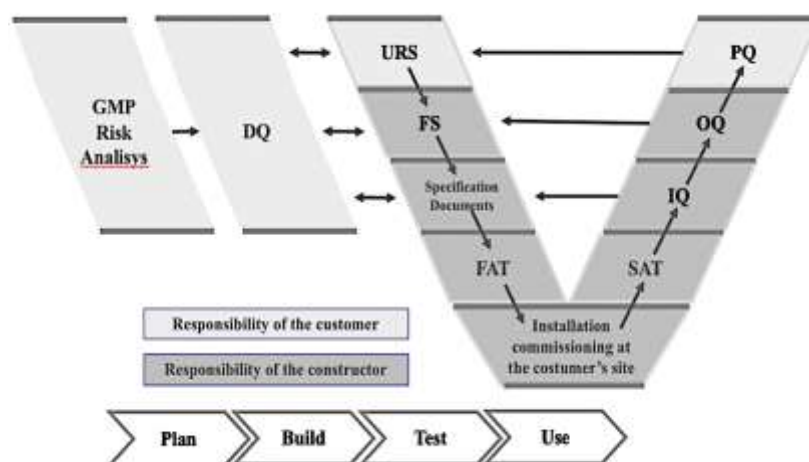 GMP
Risk
Analisys
DQ
URS
FS
Specification
Documents
FAT
Installation
commissioning at
the costumer's site
SAT
IQ
OQ
PQ
Responsibility of the customer
Responsibility of the constructor
Plan
Build
Test
Use